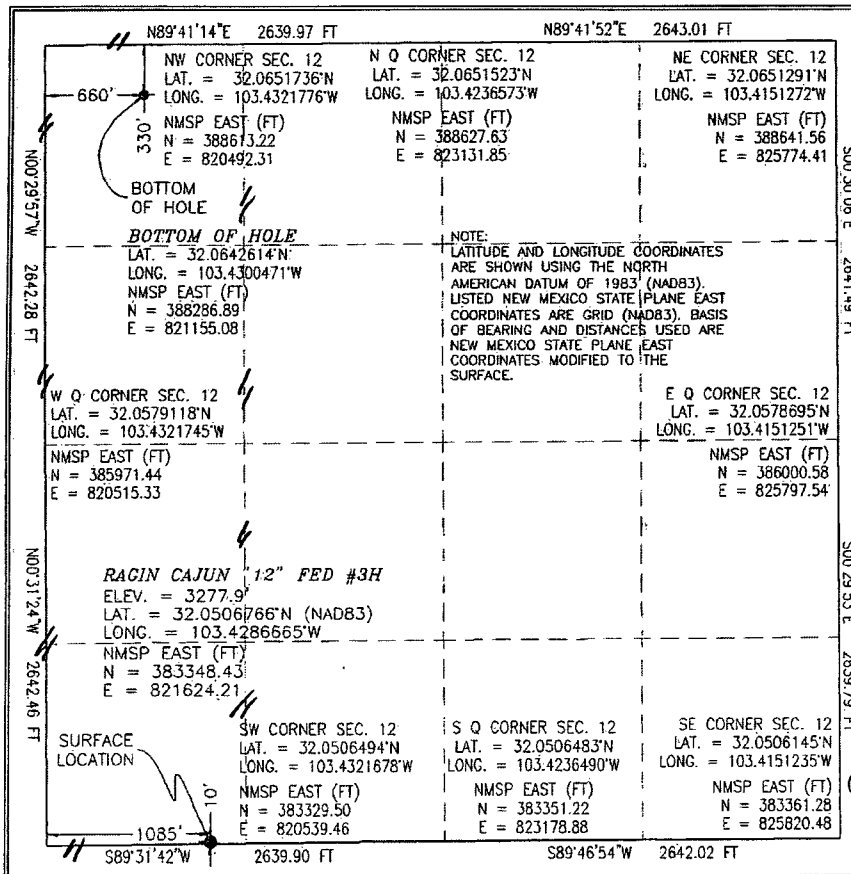 N89°41'14"E 2639.97 FT
N89°41'52"E 2643.01 FT
NW CORNER SEC. 12
LAT. = 32.0651736°N
LONG. = 103.4321776°W
NMSP EAST (FT)
N = 388613.22
E = 820492.31
N Q CORNER SEC. 12
LAT. = 32.0651523°N
LONG. = 103.4236573°W
NMSP EAST (FT)
N = 388627.63
E = 823131.85
NE CORNER SEC. 12
LAT. = 32.0651291°N
LONG. = 103.4151272°W
NMSP EAST (FT)
N = 388641.56
E = 825774.41
660'
330'
BOTTOM
OF HOLE
N00°29'57"W 2642.28 FT
S00°30'06"E 2641.49 FT
BOTTOM OF HOLE
LAT. = 32.0642614°N
LONG. = 103.4300471°W
NMSP EAST (FT)
N = 388286.89
E = 821155.08
NOTE:
LATITUDE AND LONGITUDE COORDINATES
ARE SHOWN USING THE NORTH
AMERICAN DATUM OF 1983 (NAD83).
LISTED NEW MEXICO STATE PLANE EAST
COORDINATES ARE GRID (NAD83). BASIS
OF BEARING AND DISTANCES USED ARE
NEW MEXICO STATE PLANE EAST
COORDINATES MODIFIED TO THE
SURFACE.
W Q CORNER SEC. 12
LAT. = 32.0579118°N
LONG. = 103.4321745°W
NMSP EAST (FT)
N = 385971.44
E = 820515.33
E Q CORNER SEC. 12
LAT. = 32.0578695°N
LONG. = 103.4151251°W
NMSP EAST (FT)
N = 386000.58
E = 825797.54
N00°31'24"W 2642.46 FT
S00°29'53"E 2639.79 FT
RAGIN CAJUN "12" FED #3H
ELEV. = 3277.9'
LAT. = 32.0506766°N (NAD83)
LONG. = 103.4286665°W
NMSP EAST (FT)
N = 383348.43
E = 821624.21
SURFACE
LOCATION
SW CORNER SEC. 12
LAT. = 32.0506494°N
LONG. = 103.4321678°W
NMSP EAST (FT)
N = 383329.50
E = 820539.46
S Q CORNER SEC. 12
LAT. = 32.0506483°N
LONG. = 103.4236490°W
NMSP EAST (FT)
N = 383351.22
E = 823178.88
SE CORNER SEC. 12
LAT. = 32.0506145°N
LONG. = 103.4151235°W
NMSP EAST (FT)
N = 383361.28
E = 825820.48
10'
1085'
S89°31'42"W 2639.90 FT
S89°46'54"W 2642.02 FT